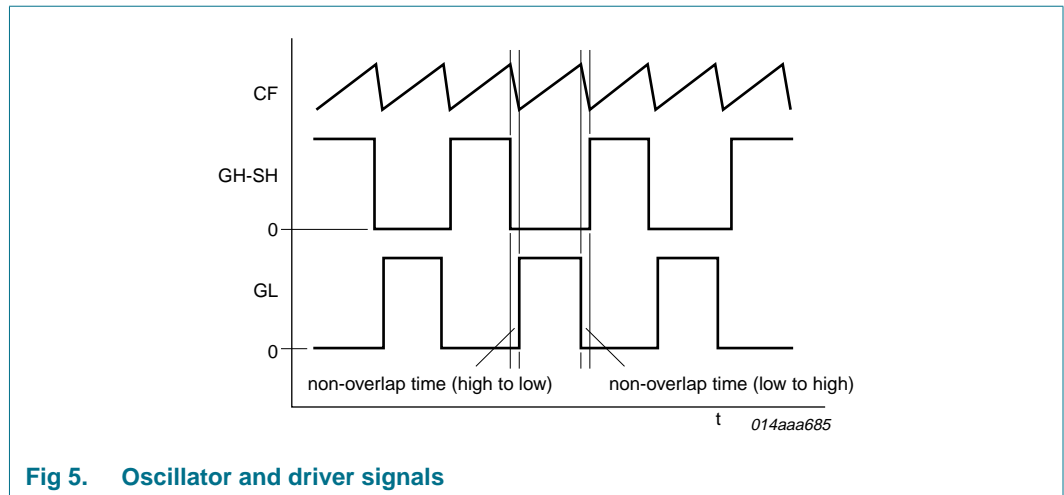 CF
GH-SH
0
GL
0
non-overlap time (high to low) non-overlap time (low to high)
t 014aaa685
Fig 5. Oscillator and driver signals